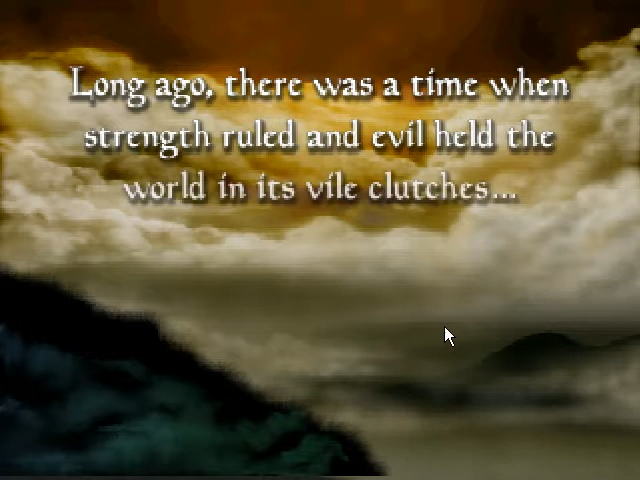 Long ago, there was a time when
strength ruled and evil held the
world in its vile clutches...